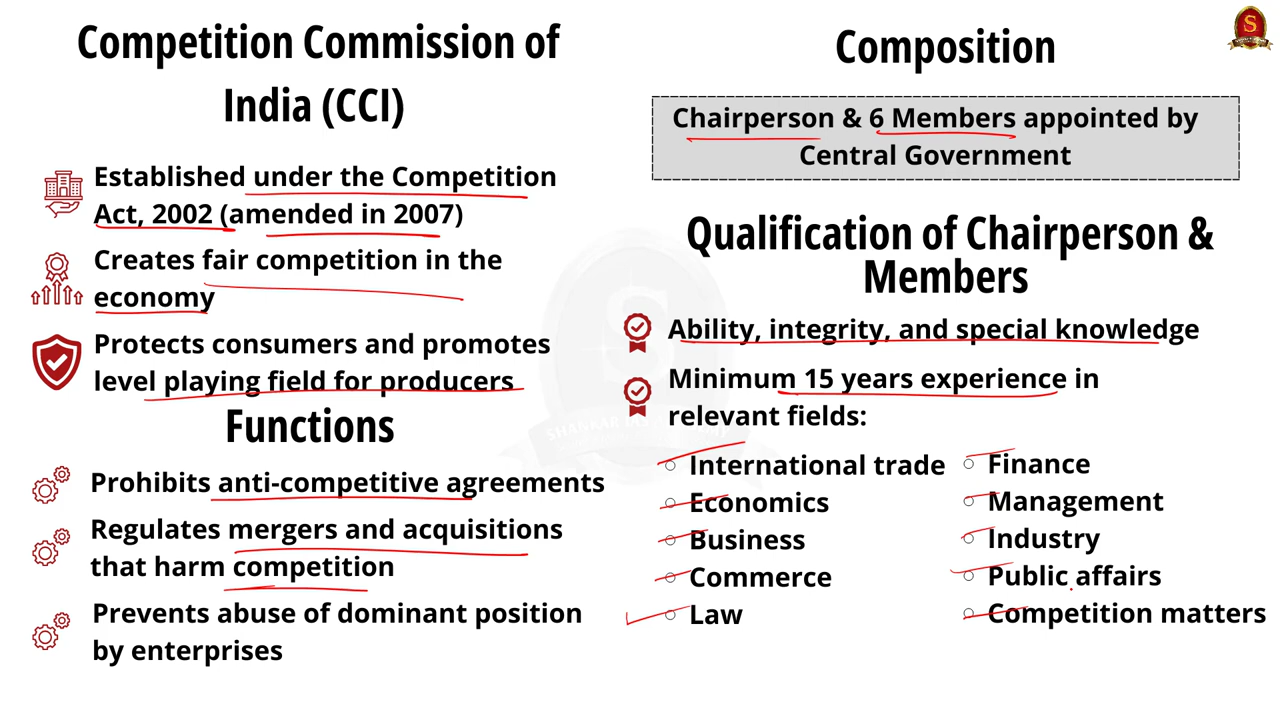 Competition Commission of
India (CCI)
Established under the Competition
Act, 2002 (amended in 2007)
Creates fair competition in the
economy
Protects consumers and promotes
level playing field for producers
Functions
Prohibits anti-competitive agreements
Regulates mergers and acquisitions
that harm competition
Prevents abuse of dominant position
by enterprises
Composition
Chairperson & 6 Members appointed by
Central Government
Qualification of Chairperson &
Members
Ability, integrity, and special knowledge
Minimum 15 years experience in
relevant fields:
International trade
Economics
Business
Commerce
Law
Finance
Management
Industry
Public affairs
Competition matters
S
SHANKAR